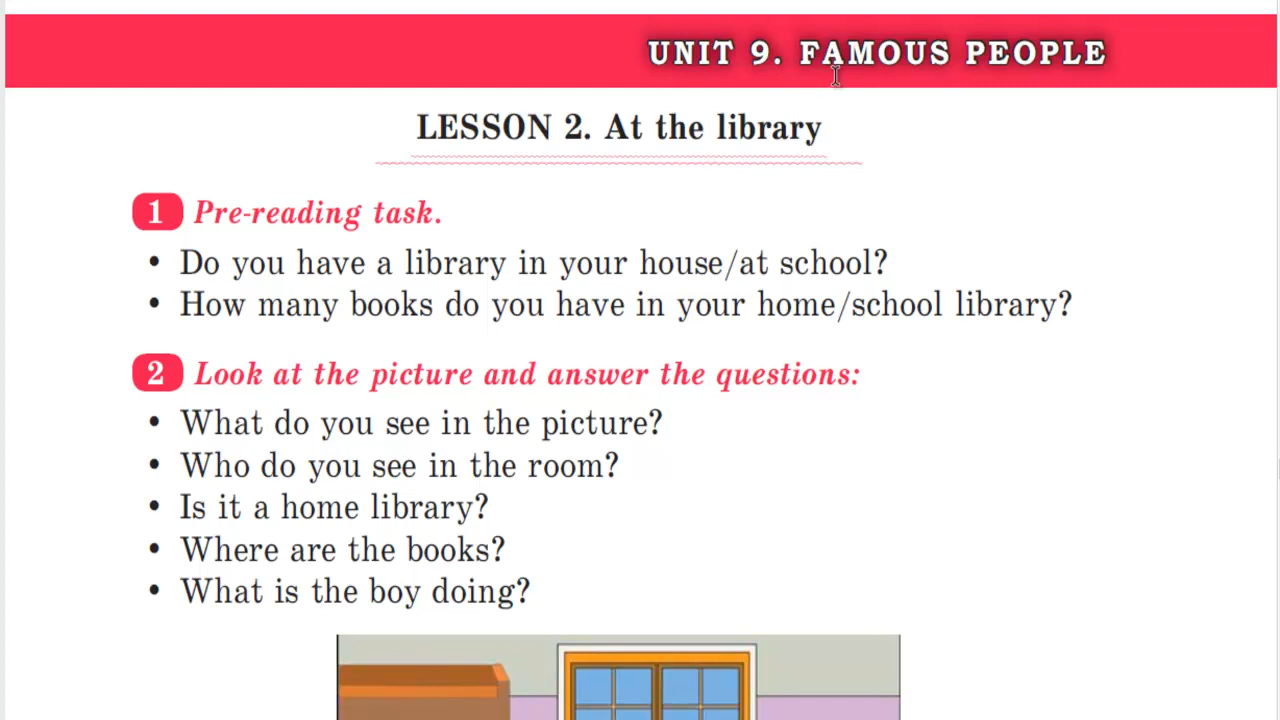 UNIT 9. FAMOUS PEOPLE
LESSON 2. At the library
1 Pre-reading task.
• Do you have a library in your house/at school?
• How many books do you have in your home/school library?
2 Look at the picture and answer the questions:
• What do you see in the picture?
• Who do you see in the room?
• Is it a home library?
• Where are the books?
• What is the boy doing?